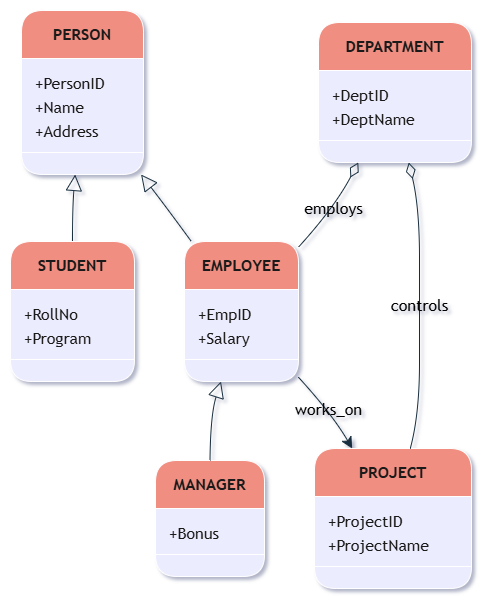 PERSON
+PersonID
+Name
+Address
DEPARTMENT
+DeptID
+DeptName
employs
STUDENT
+RollNo
+Program
EMPLOYEE
+EmpID
+Salary
controls
works_on
MANAGER
+Bonus
PROJECT
+ProjectID
+ProjectName